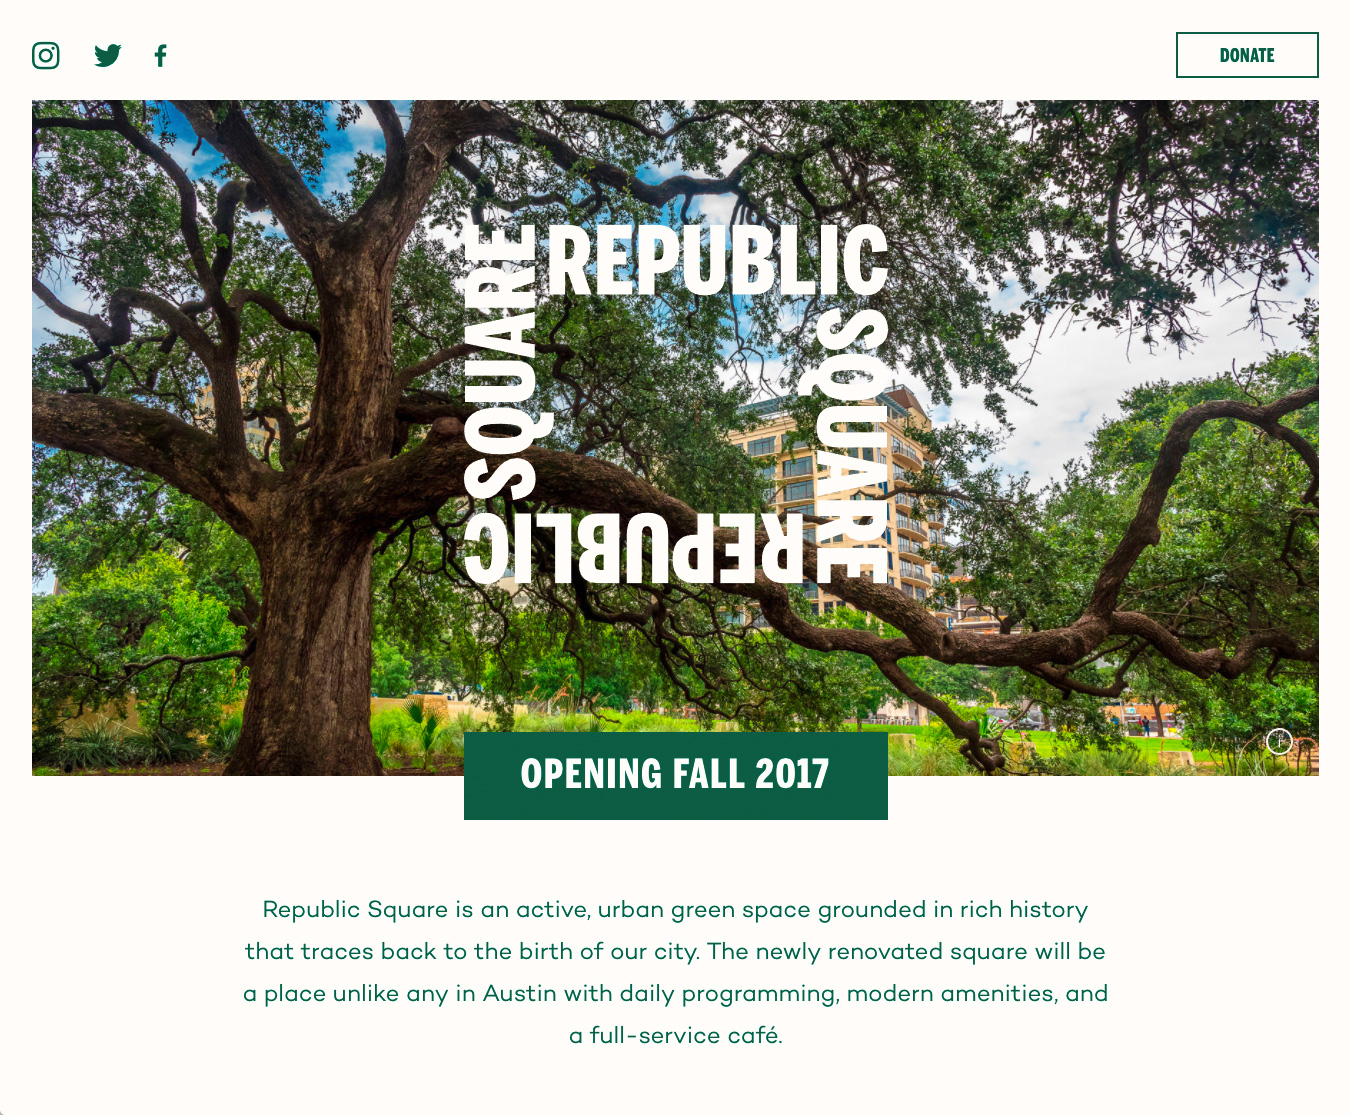 DONATE
REPUBLIC
SQUARE
REPUBLIC
SQUARE
OPENING FALL 2017
Republic Square is an active, urban green space grounded in rich history
that traces back to the birth of our city. The newly renovated square will be
a place unlike any in Austin with daily programming, modern amenities, and
a full-service café.